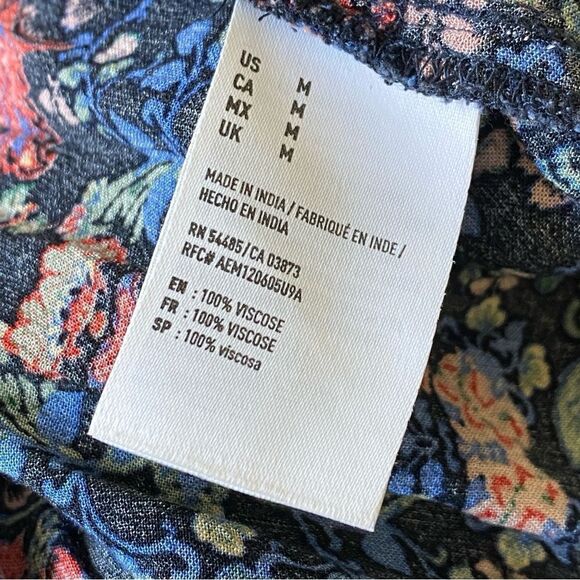 US M
CA M
MX M
UK M
MADE IN INDIA / FABRIQUÉ EN INDE /
HECHO EN INDIA
RN 54485 / CA 03873
RFC# AEM120605U9A
EN : 100% VISCOSE
FR : 100% VISCOSE
SP : 100% viscosa